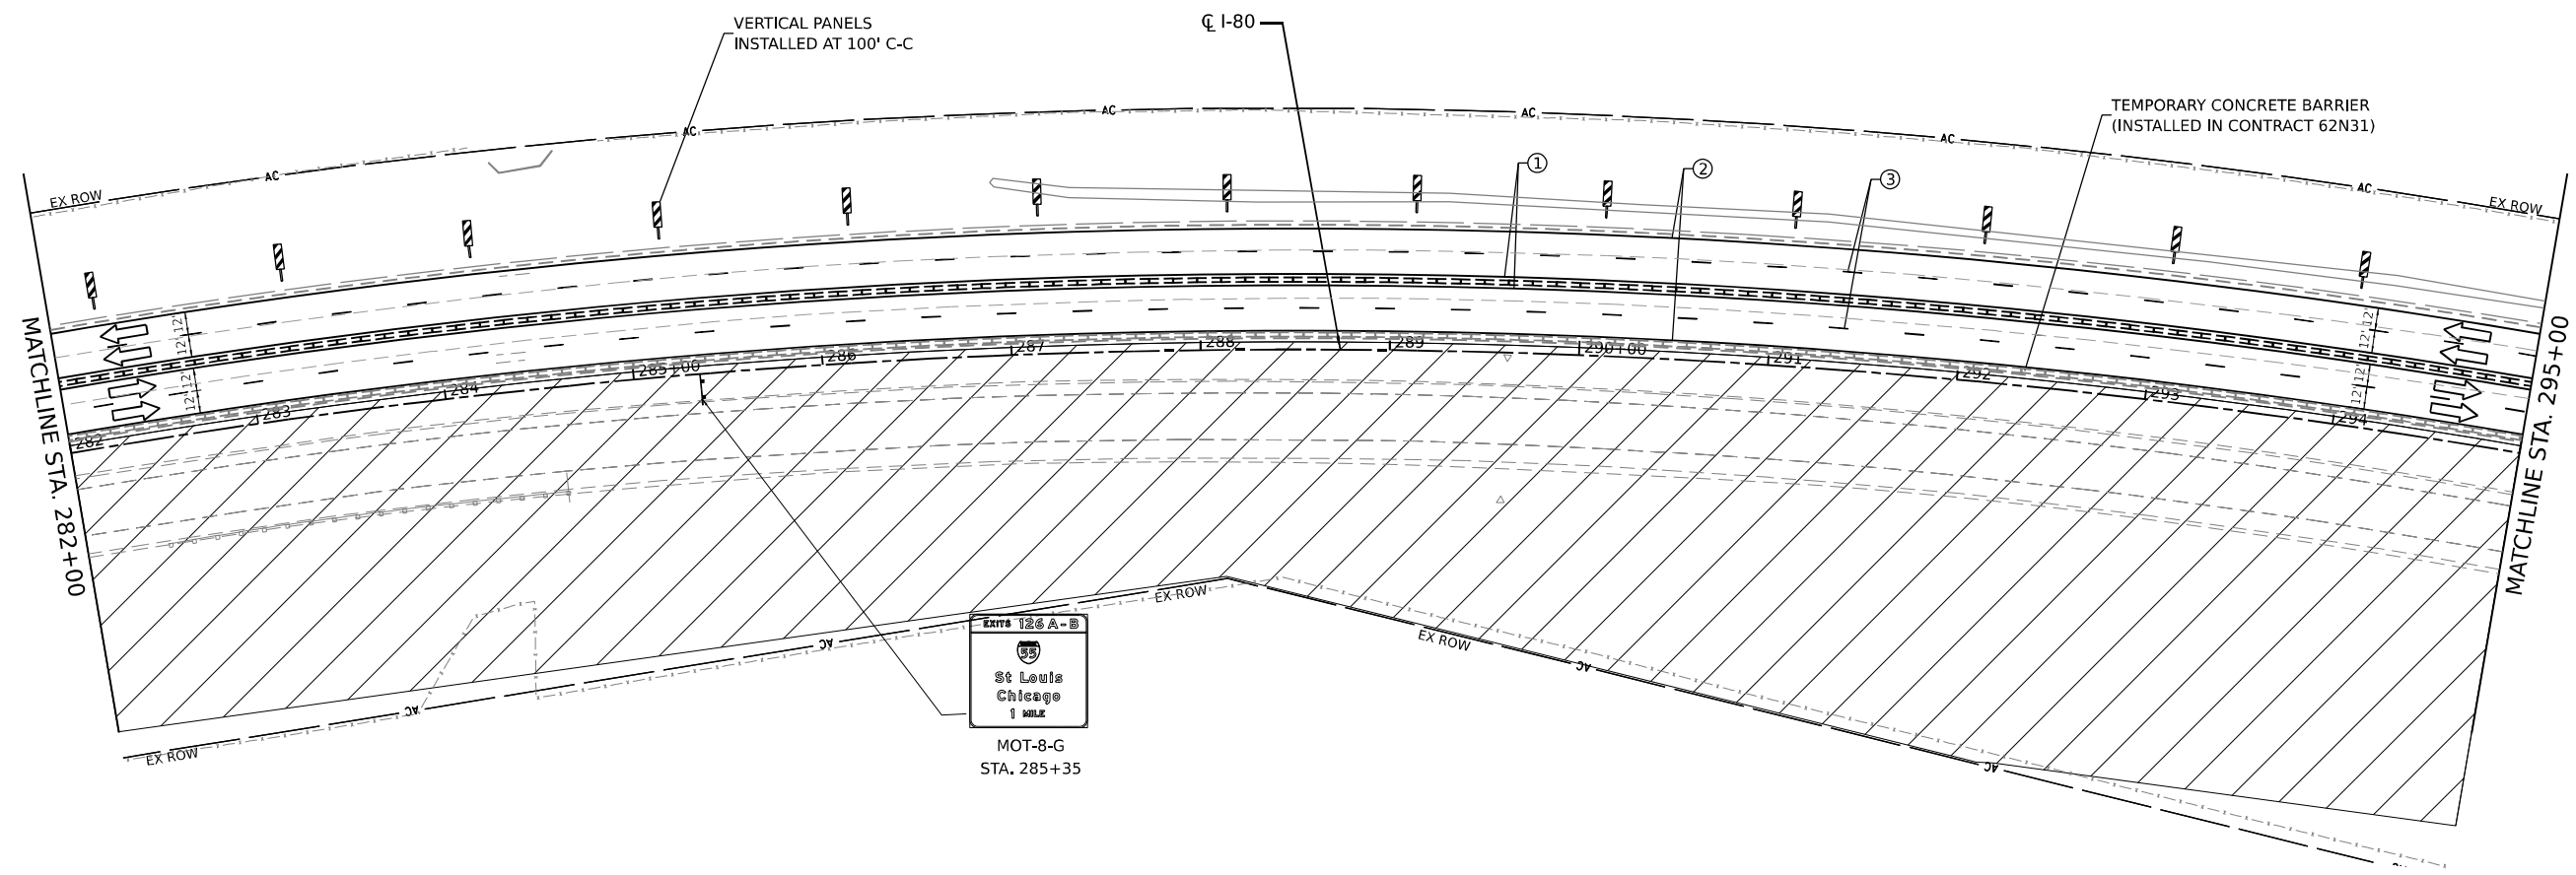 VERTICAL PANELS
INSTALLED AT 100' C-C
℄ I-80
TEMPORARY CONCRETE BARRIER
(INSTALLED IN CONTRACT 62N31)
AC
AC
AC
AC
AC
AC
EX ROW
EX ROW
1
2
3
MATCHLINE STA. 282+00
MATCHLINE STA. 295+00
12'
12'
12'
12'
12'
12'
12'
12'
282
283
284
285+00
286
287
288
289
290+00
291
292
293
294
EX ROW
EX ROW
EX ROW
AC
AC
AC
AC
EXITS 126 A-B
55
St Louis
Chicago
1 MILE
MOT-8-G
STA. 285+35